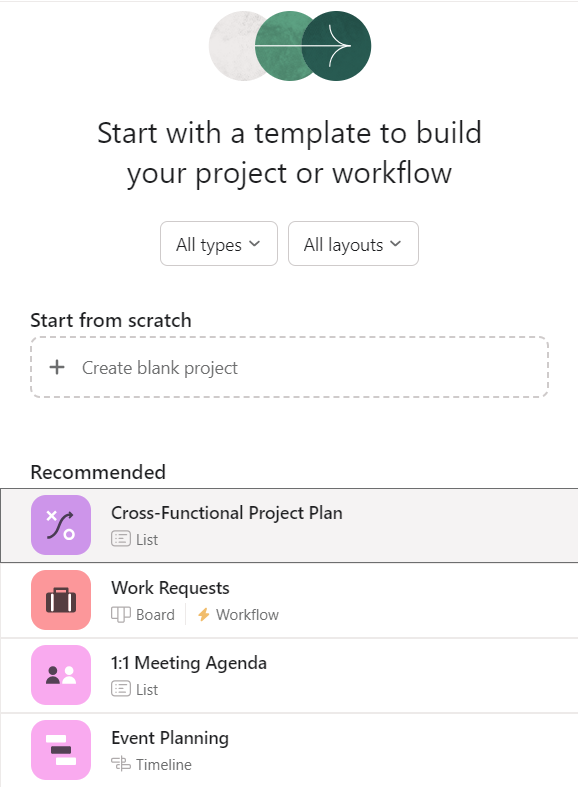 Start with a template to build
your project or workflow
All types
All layouts
Start from scratch
+ Create blank project
Recommended
Cross-Functional Project Plan
List
Work Requests
Board Workflow
1:1 Meeting Agenda
List
Event Planning
Timeline